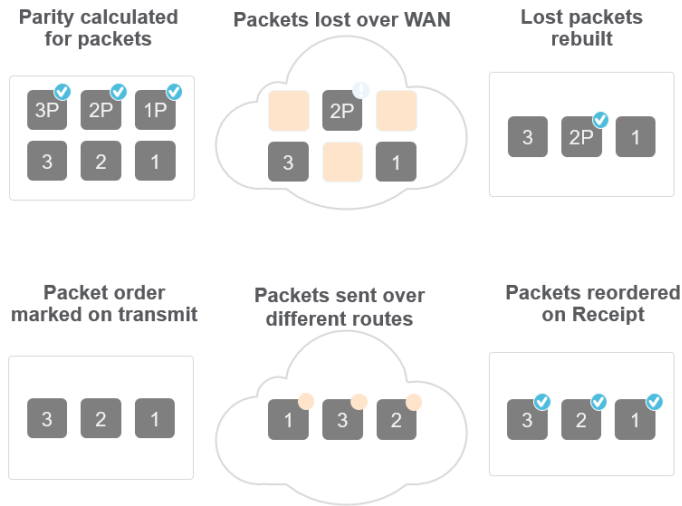 Parity calculated
for packets
Packets lost over WAN
Lost packets
rebuilt
3P 2P 1P
3 2 1
2P
3 1
3 2P 1
Packet order
marked on transmit
Packets sent over
different routes
Packets reordered
on Receipt
3 2 1
1 3 2
3 2 1